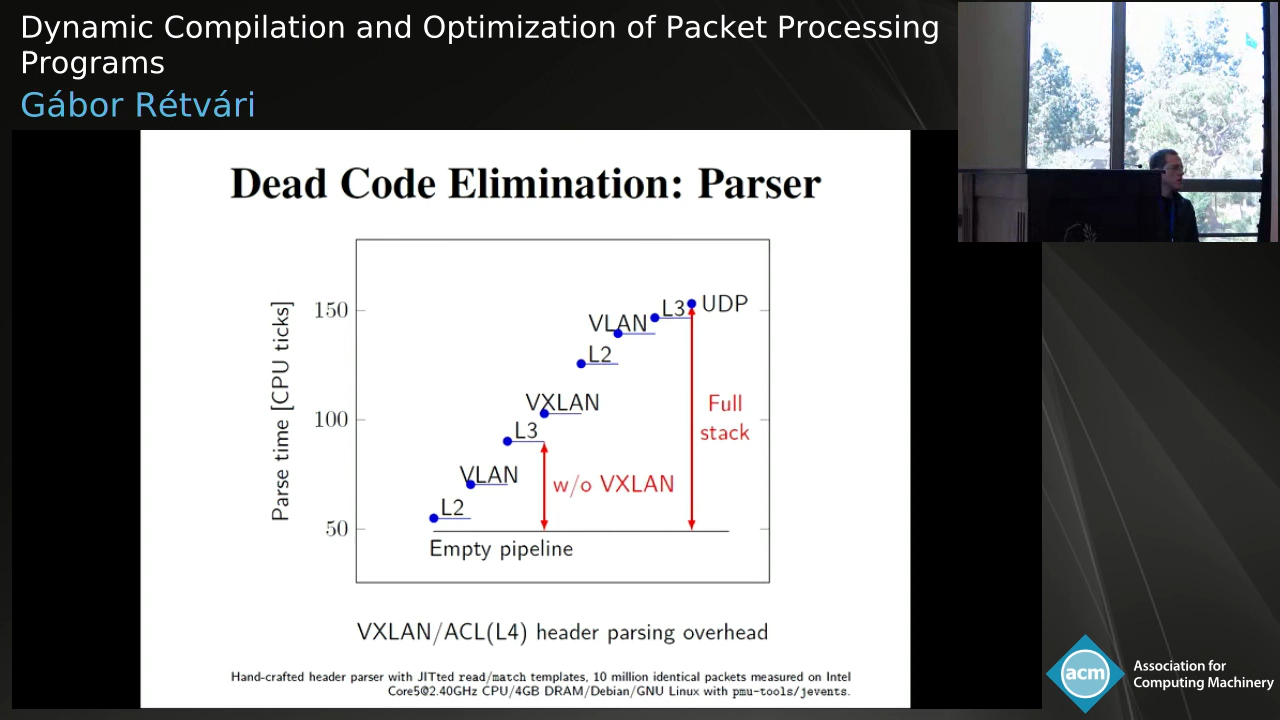 Dynamic Compilation and Optimization of Packet Processing
Programs
Gábor Rétvári
Dead Code Elimination: Parser
Parse time [CPU ticks]
150
100
50
L2
VLAN
L3
VXLAN
L2
VLAN
L3
UDP
Full
stack
w/o VXLAN
Empty pipeline
VXLAN/ACL(L4) header parsing overhead
Hand-crafted header parser with JITted read/match templates, 10 million identical packets measured on Intel
Core5@2.40GHz CPU/4GB DRAM/Debian/GNU Linux with pmu-tools/jevents.
acm
Association for
Computing Machinery